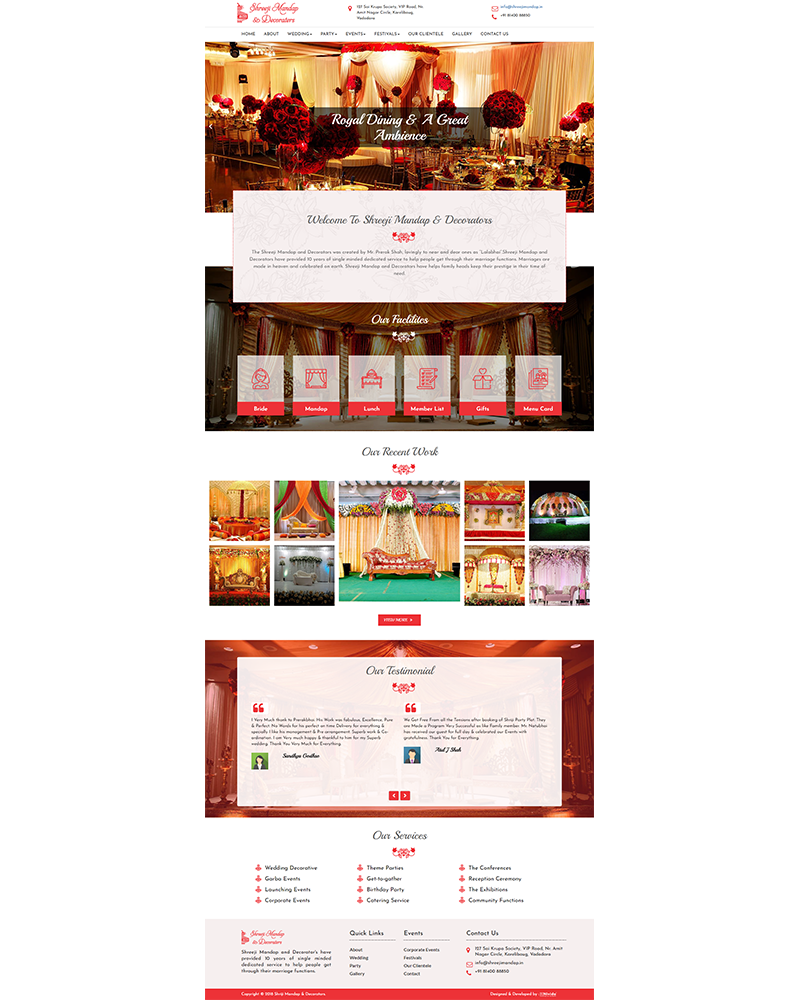 Shreeji Mandap
& Decorators
157 Sai Krupa Society, VIP Road, Nr.
Amit Nagar Circle, Karelibaug,
Vadodara
info@shreejimandap.in
+91 81400 88850
HOME ABOUT WEDDING PARTY EVENTS FESTIVALS OUR CLIENTELE GALLERY CONTACT US
Royal Dining & A Great
Ambience
Welcome To Shreeji Mandap & Decorators
The Shreeji Mandap and Decorators was created by Mr. Prerak Shah, lovingly to near and dear ones as "Lalabhai". Shreeji Mandap and
Decorators have provided 10 years of single minded dedicated service to help people get through their marriage functions. Marriages are
made in heaven and celebrated on earth. Shreeji Mandap and Decorators have helps family heads keep their prestige in their time of
need.
Our Facilities
Bride
Mandap
Lunch
Member List
Gifts
Menu Card
Our Recent Work
VIEW MORE >
Our Testimonial
I Very Much thank to Prerakbhai. His Work was fabulous, Excellence, Pure
& Perfect. No Words for his perfect on time Delivery for everything &
specially I like his management & Pre arrangement. Superb work & Co-
ordination. I am Very much happy & thankful to him for my Superb
wedding. Thank You Very Much for Everything.
Sandhya
We Get Free From all the Tensions after booking of Shriji Party Plot. They
are Made a Program Very Successful as like Family member. Mr. Natubhai
has received our guest for full day & celebrated our Events with
gratefulness. Thank You for Everything.
Atul J Shah
Our Services
Wedding Decorative
Theme Parties
The Conferences
Garba Events
Get-to-gather
Reception Ceremony
Launching Events
Birthday Party
The Exhibitions
Corporate Events
Catering Service
Community Functions
Shreeji Mandap
& Decorators
Shreeji Mandap and Decorator's have
provided 10 years of single minded
dedicated service to help people get
through their marriage functions.
Quick Links
About
Wedding
Party
Gallery
Events
Corporate Events
Festivals
Our Clientele
Contact
Contact Us
157 Sai Krupa Society, VIP Road, Nr. Amit
Nagar Circle, Karelibaug, Vadodara
info@shreejimandap.in
+91 81400 88850
Copyright © 2018 Shriji Mandap & Decorators
Designed & Developed by :